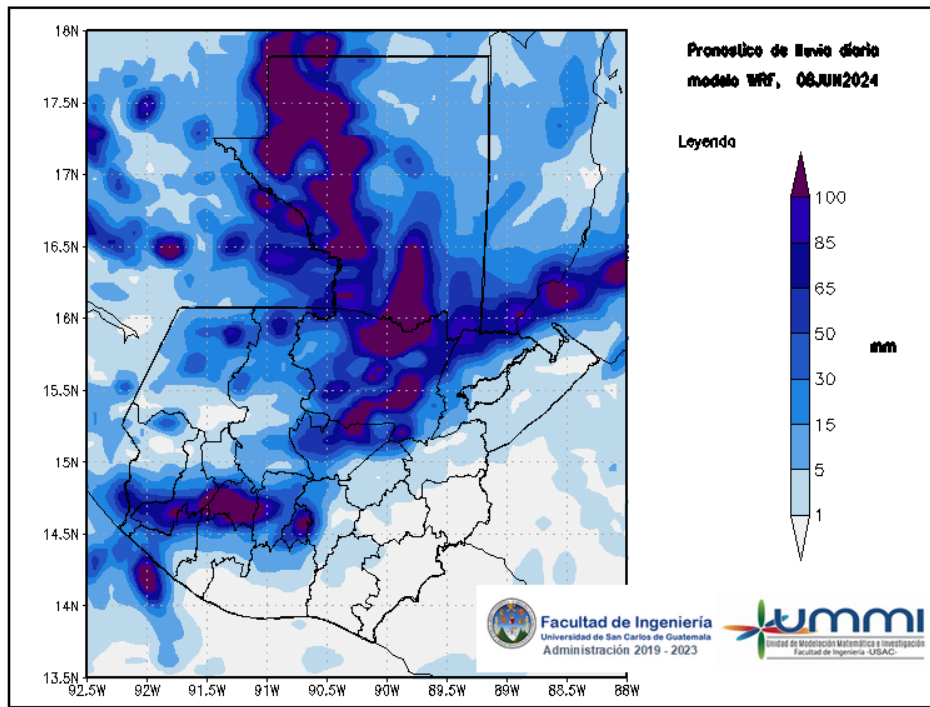 Pronostico de lluvia diaria
modelo WRF, 08JUN2024
Leyenda
100
85
65
50
30
15
5
1
mm
18N
17.5N
17N
16.5N
16N
15.5N
15N
14.5N
14N
13.5N
92.5W 92W 91.5W 91W 90.5W 90W 89.5W 89W 88.5W 88W
Facultad de Ingeniería
Universidad de San Carlos de Guatemala
Administración 2019 - 2023
UMMI
Unidad de Modelación Matemática e Investigación
Facultad de Ingeniería -USAC-